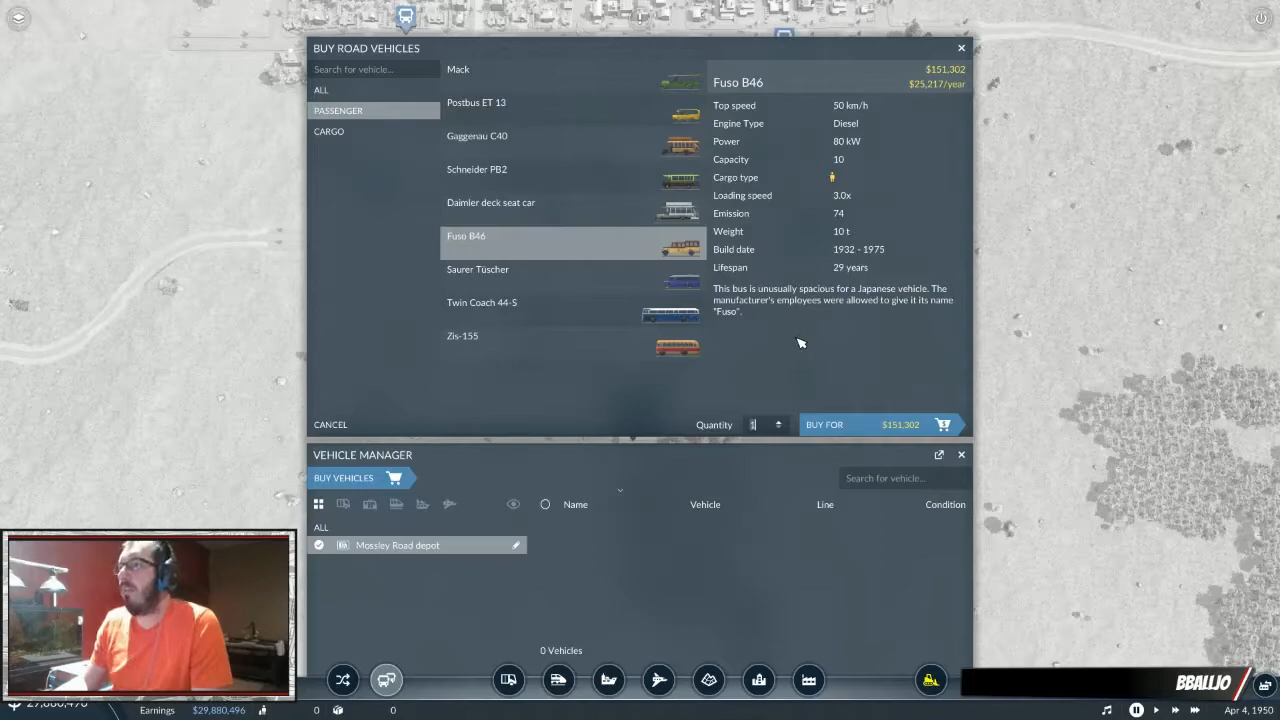 BUY ROAD VEHICLES
Search for vehicle...
ALL
PASSENGER
CARGO
Mack
Postbus ET 13
Gaggenau C40
Schneider PB2
Daimler deck seat car
Fuso B46
Saurer Tüscher
Twin Coach 44-S
Zis-155
$151,302
Fuso B46
$25,217/year
Top speed 50 km/h
Engine Type Diesel
Power 80 kW
Capacity 10
Cargo type
Loading speed 3.0x
Emission 74
Weight 10 t
Build date 1932 - 1975
Lifespan 29 years
This bus is unusually spacious for a Japanese vehicle. The
manufacturer's employees were allowed to give it its name
"Fuso".
CANCEL
Quantity 1
BUY FOR $151,302
VEHICLE MANAGER
BUY VEHICLES
Search for vehicle...
Name Vehicle Line Condition
ALL
Mossley Road depot
0 Vehicles
BBALLJO
Earnings $29,880,496 0 0
Apr 4, 1950